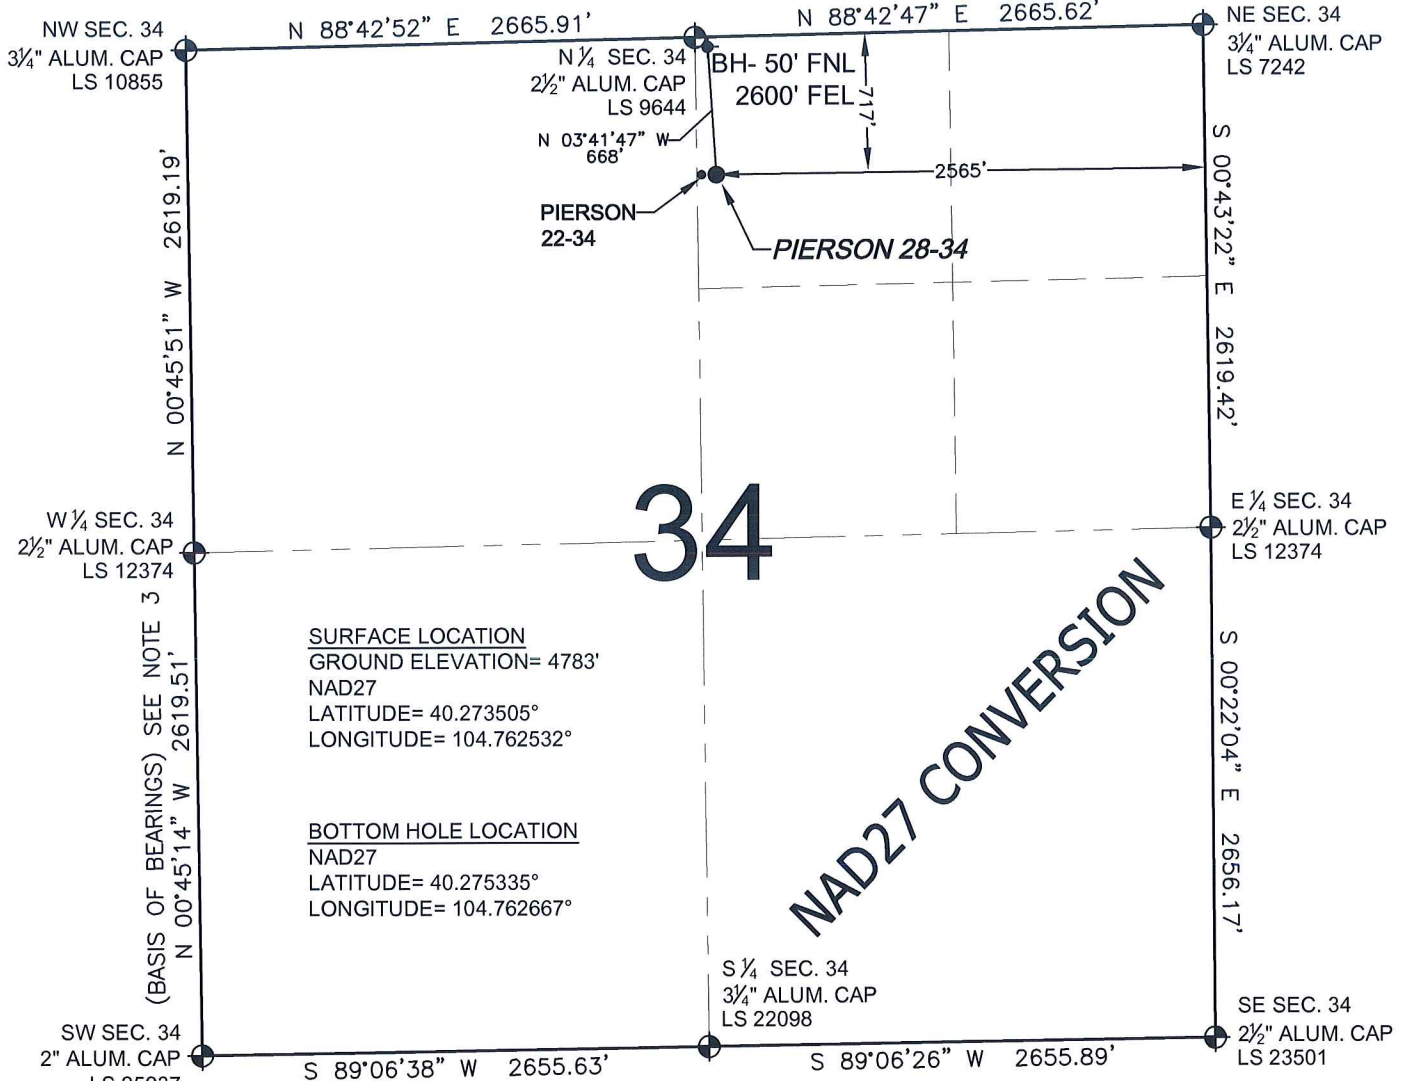 NW SEC. 34
3¼" ALUM. CAP
LS 10855
N 88°42'52" E 2665.91'
N 88°42'47" E 2665.62'
NE SEC. 34
3¼" ALUM. CAP
LS 7242
N ¼ SEC. 34
2½" ALUM. CAP
LS 9644
BH- 50' FNL
2600' FEL
717'
N 03°41'47" W
668'
2565'
PIERSON
22-34
PIERSON 28-34
N 00°45'51" W 2619.19'
S 00°43'22" E 2619.42'
W ¼ SEC. 34
2½" ALUM. CAP
LS 12374
34
E ¼ SEC. 34
2½" ALUM. CAP
LS 12374
(BASIS OF BEARINGS) SEE NOTE 3
N 00°45'14" W 2619.51'
SURFACE LOCATION
GROUND ELEVATION= 4783'
NAD27
LATITUDE= 40.273505°
LONGITUDE= 104.762532°
BOTTOM HOLE LOCATION
NAD27
LATITUDE= 40.275335°
LONGITUDE= 104.762667°
NAD27 CONVERSION
S 00°22'04" E 2656.17'
S ¼ SEC. 34
3¼" ALUM. CAP
LS 22098
SW SEC. 34
2" ALUM. CAP
S 89°06'38" W 2655.63'
S 89°06'26" W 2655.89'
SE SEC. 34
2½" ALUM. CAP
LS 23501